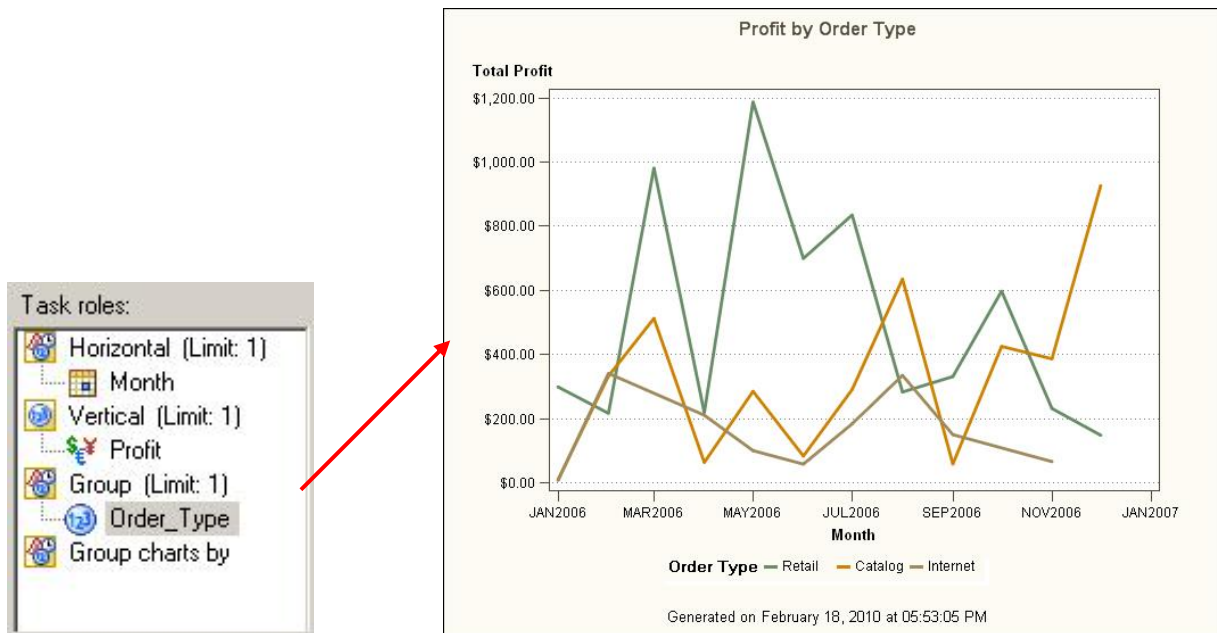 Task roles:
Horizontal (Limit: 1)
Month
Vertical (Limit: 1)
Profit
Group (Limit: 1)
Order_Type
Group charts by
Profit by Order Type
Total Profit
$1,200.00
$1,000.00
$800.00
$600.00
$400.00
$200.00
$0.00
JAN2006 MAR2006 MAY2006 JUL2006 SEP2006 NOV2006 JAN2007
Month
Order Type Retail Catalog Internet
Generated on February 18, 2010 at 05:53:05 PM